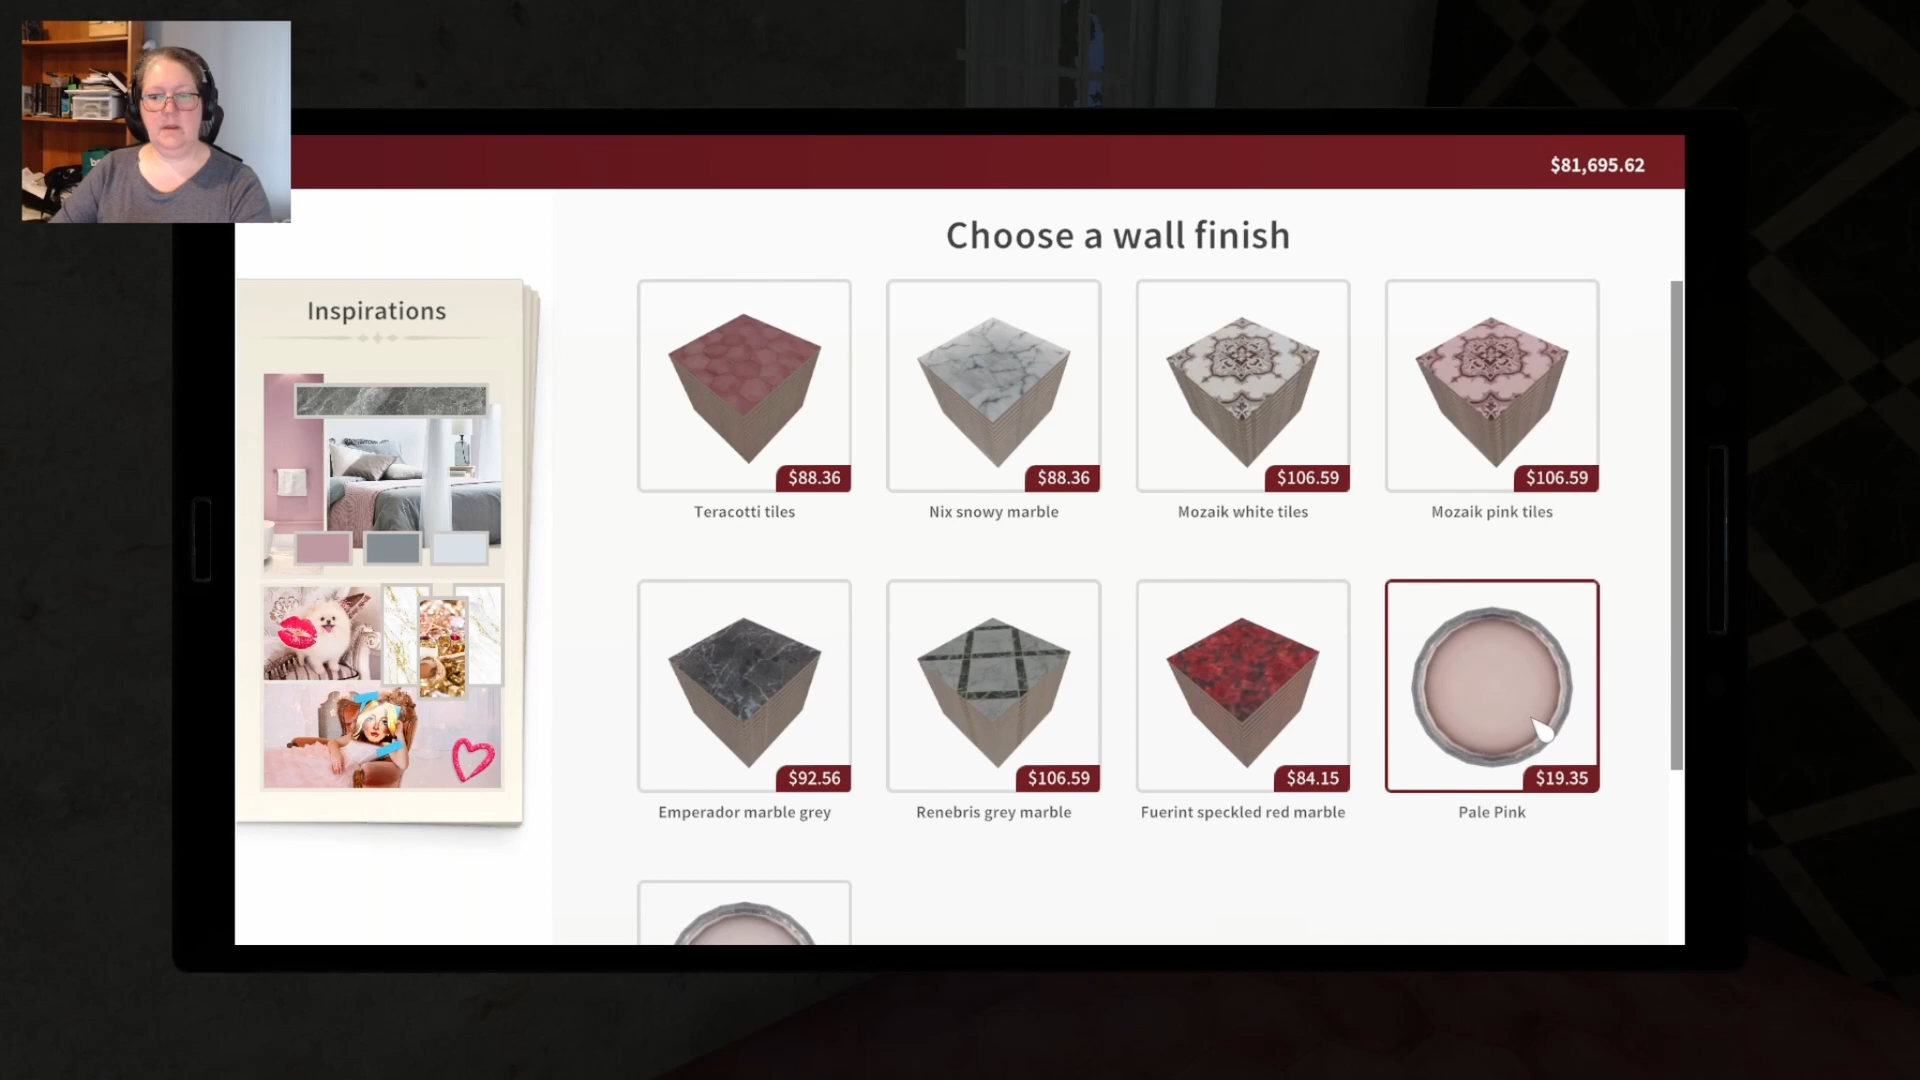 $81,695.62
Choose a wall finish
Inspirations
$88.36
$88.36
$106.59
$106.59
Teracotti tiles
Nix snowy marble
Mozaik white tiles
Mozaik pink tiles
$92.56
$106.59
$84.15
$19.35
Emperador marble grey
Renebris grey marble
Fuerint speckled red marble
Pale Pink